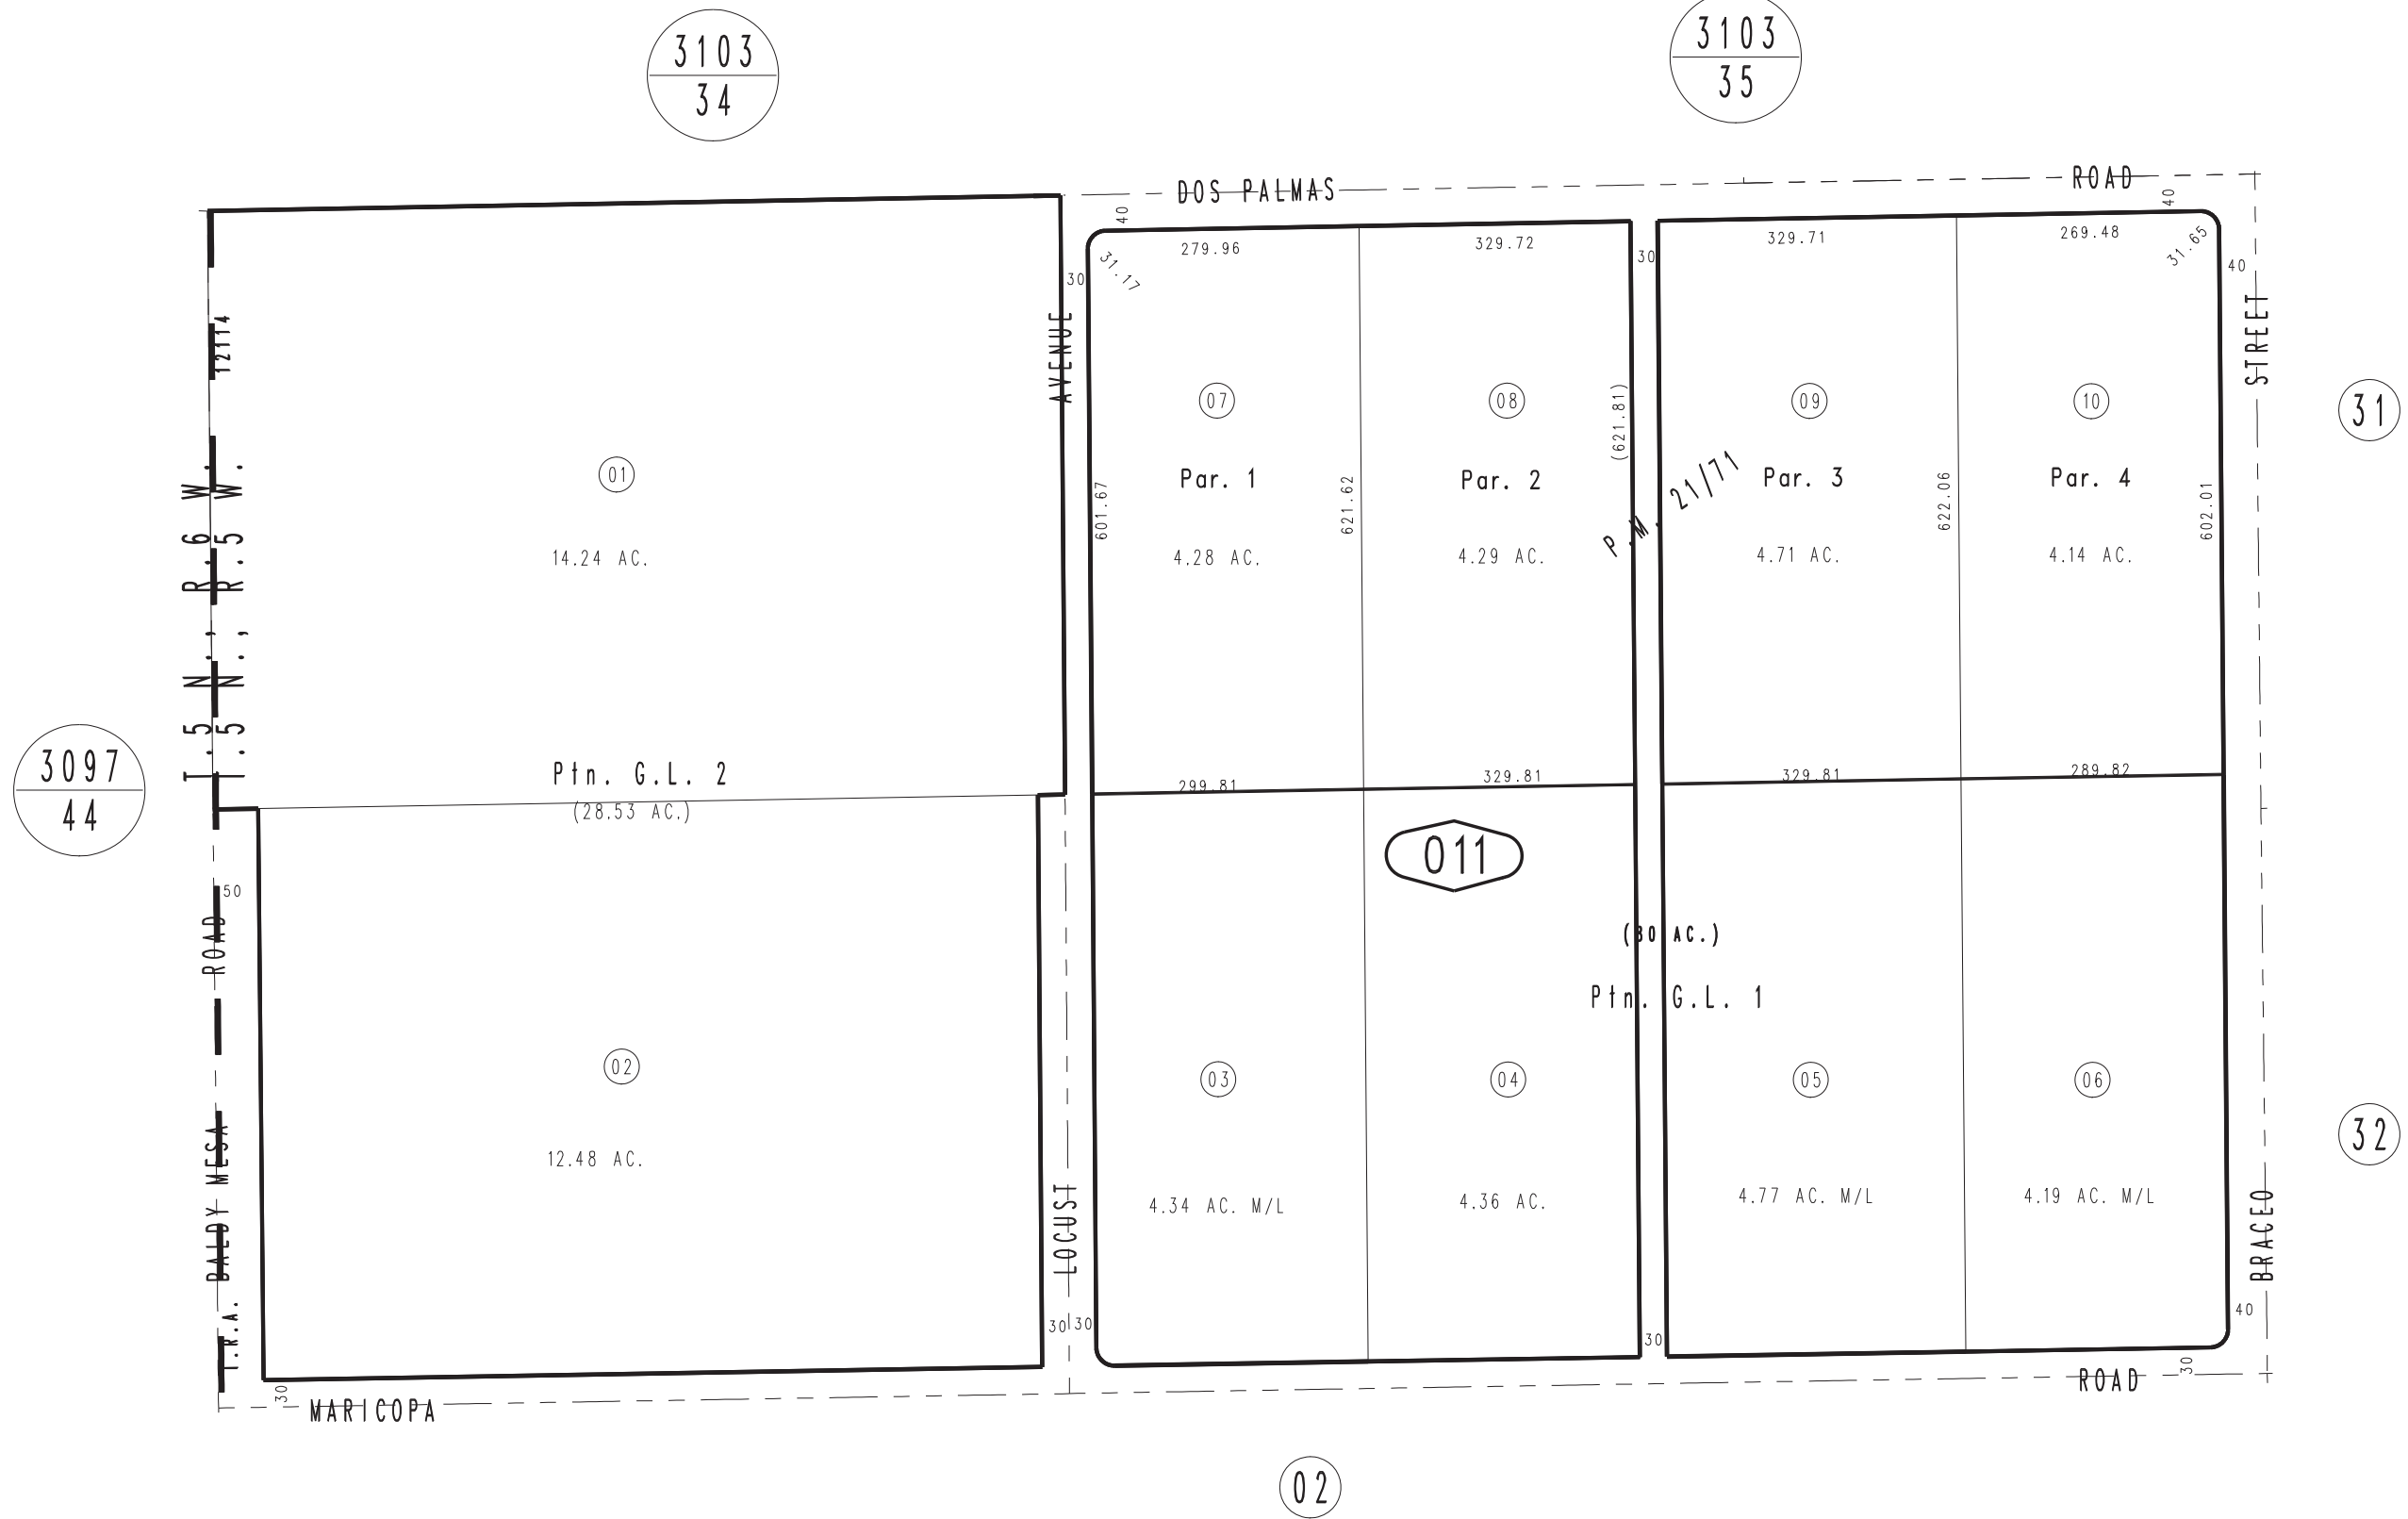 3103
34
3103
35
DOS PALMAS
ROAD
40
40
279.96
329.72
329.71
269.48
31.17
31.65
30
30
40
12114
AVENUE
STREET
07
08
09
10
31
(621.81)
01
Par. 1
Par. 2
P.M. 21/71
Par. 3
Par. 4
601.67
621.62
622.06
602.01
14.24 AC.
4.28 AC.
4.29 AC.
4.71 AC.
4.14 AC.
T.5 N., R.6 W.
T.5 N., R.5 W.
3097
44
Ptn. G.L. 2
(28.53 AC.)
299.81
329.81
329.81
289.82
011
50
ROAD
(80 AC.)
Ptn. G.L. 1
02
03
04
05
06
32
12.48 AC.
4.34 AC. M/L
4.36 AC.
4.77 AC. M/L
4.19 AC. M/L
BALDY MESA
LOCUST
BRACEO
T.R.A.
30
30
30
40
30
30
MARICOPA
ROAD
02